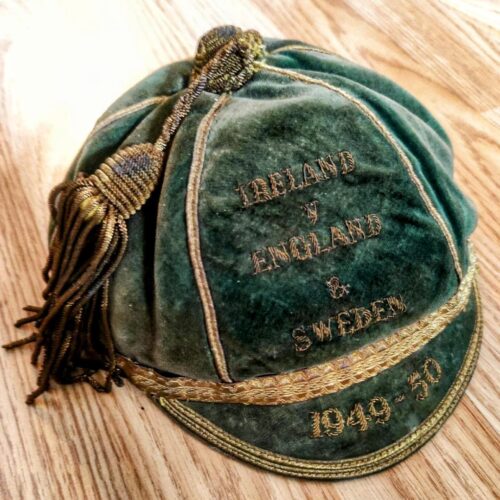 IRELAND
V
ENGLAND
&
SWEDEN
1949-50